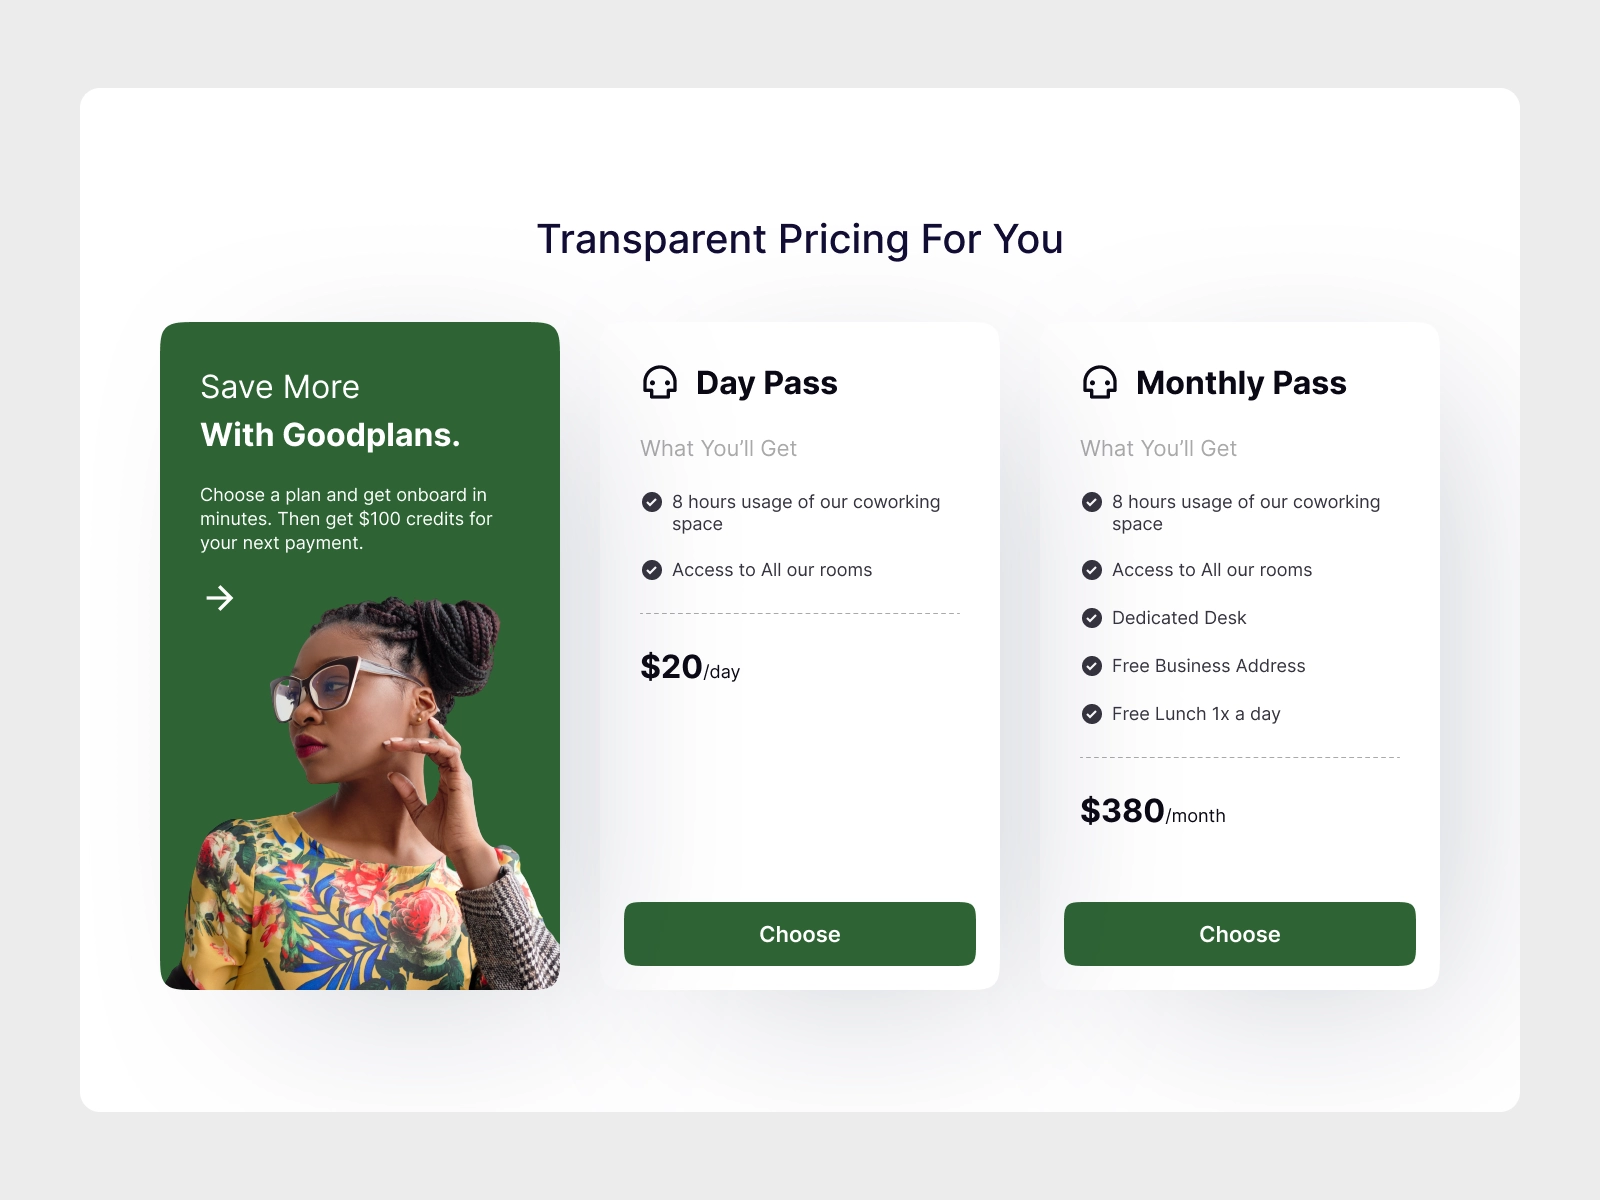 Transparent Pricing For You
Save More
With Goodplans.
Choose a plan and get onboard in
minutes. Then get $100 credits for
your next payment.
Day Pass
What You’ll Get
8 hours usage of our coworking
space
Access to All our rooms
$20/day
Choose
Monthly Pass
What You’ll Get
8 hours usage of our coworking
space
Access to All our rooms
Dedicated Desk
Free Business Address
Free Lunch 1x a day
$380/month
Choose